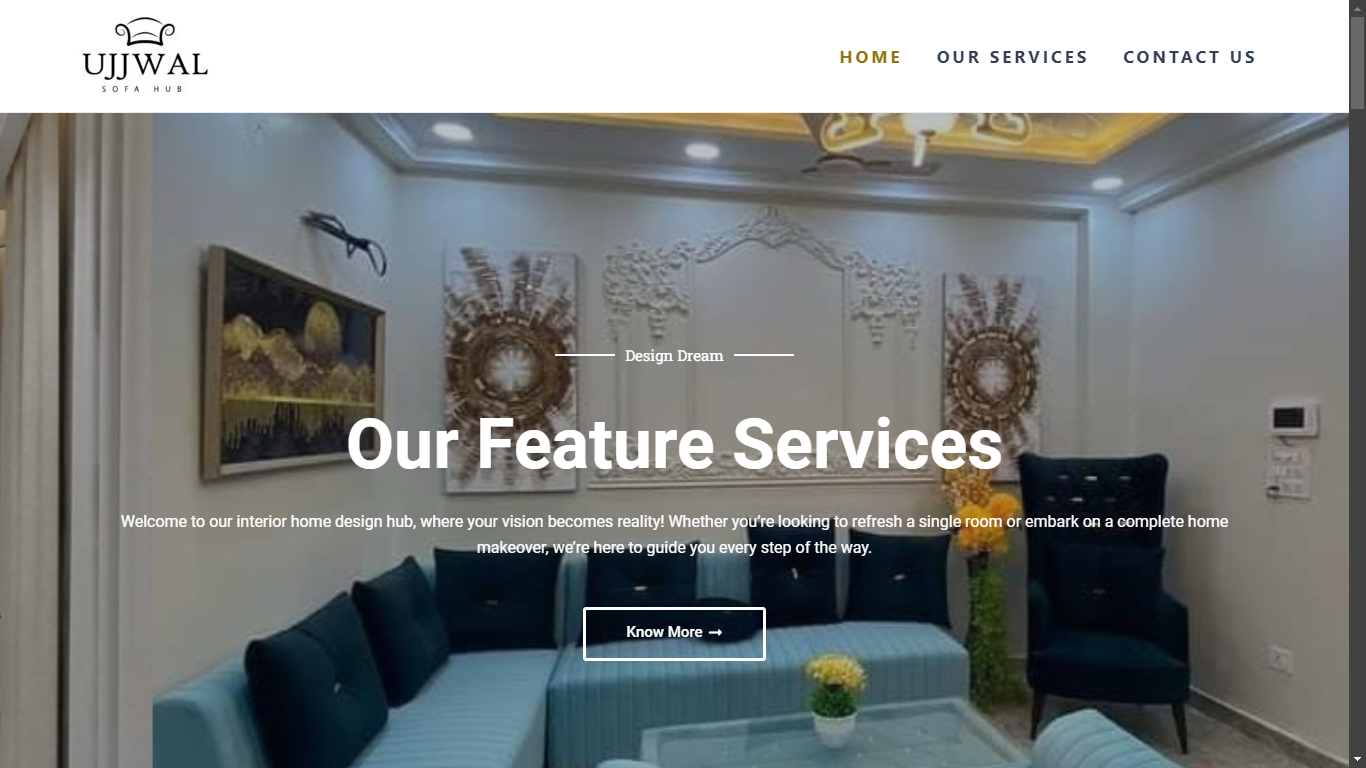 UJJWAL
SOFA HUB
HOME
OUR SERVICES
CONTACT US
Design Dream
Our Feature Services
Welcome to our interior home design hub, where your vision becomes reality! Whether you’re looking to refresh a single room or embark on a complete home
makeover, we’re here to guide you every step of the way.
Know More →